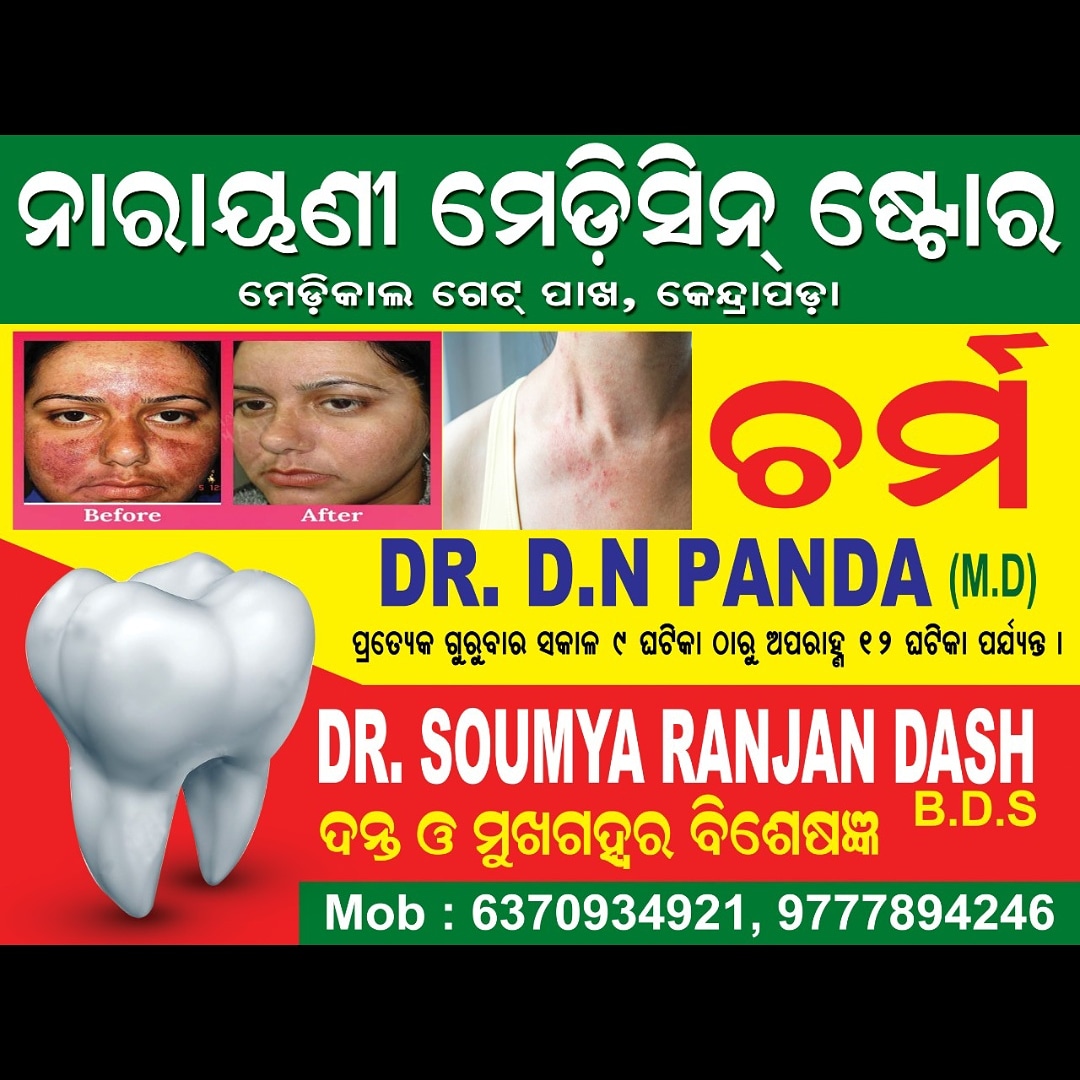 ନାରାୟଣୀ ମେଡ଼ିସିନ୍ ଷ୍ଟୋର
ମେଡ଼ିକାଲ ଗେଟ୍ ପାଖ, କେନ୍ଦ୍ରାପଡ଼ା
Before After
ଚର୍ମ
DR. D.N PANDA (M.D)
ପ୍ରତ୍ୟେକ ଗୁରୁବାର ସକାଳ ୯ ଘଟିକା ଠାରୁ ଅପରାହ୍ଣ ୧୨ ଘଟିକା ପର୍ଯ୍ୟନ୍ତ ।
DR. SOUMYA RANJAN DASH
B.D.S
ଦନ୍ତ ଓ ମୁଖଗହ୍ୱର ବିଶେଷଜ୍ଞ
Mob : 6370934921, 9777894246